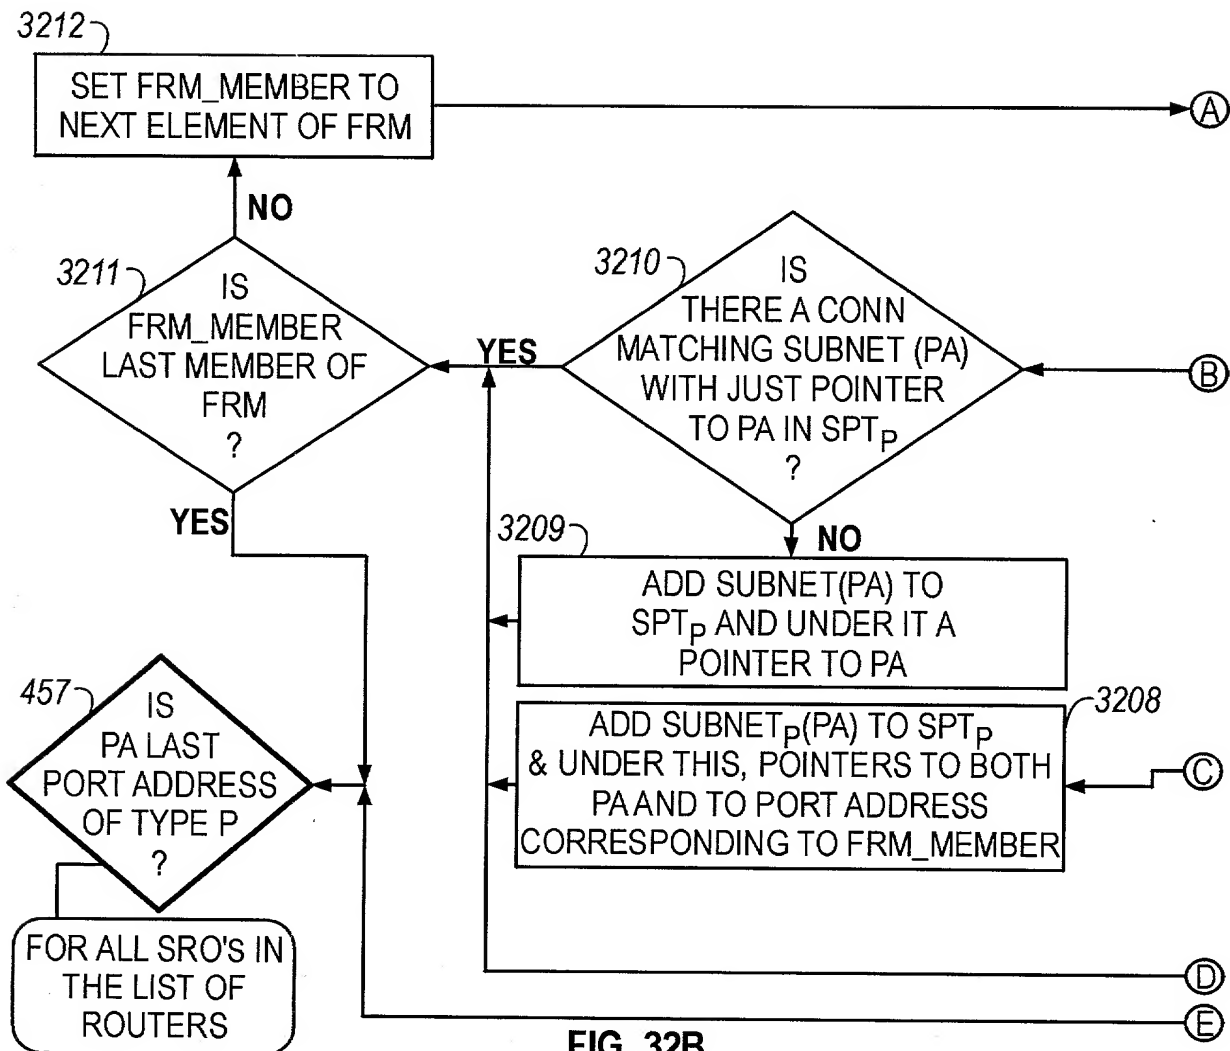 3212
SET FRM_MEMBER TO
NEXT ELEMENT OF FRM
A
NO
3211
IS
FRM_MEMBER
LAST MEMBER OF
FRM
?
YES
3210
IS
THERE A CONN
MATCHING SUBNET (PA)
WITH JUST POINTER
TO PA IN SPTP
?
YES
B
NO
3209
ADD SUBNET(PA) TO
SPTP AND UNDER IT A
POINTER TO PA
3208
ADD SUBNETP(PA) TO SPTP
& UNDER THIS, POINTERS TO BOTH
PA AND TO PORT ADDRESS
CORRESPONDING TO FRM_MEMBER
C
457
IS
PA LAST
PORT ADDRESS
OF TYPE P
?
FOR ALL SRO'S IN
THE LIST OF
ROUTERS
D
E
FIG. 32B